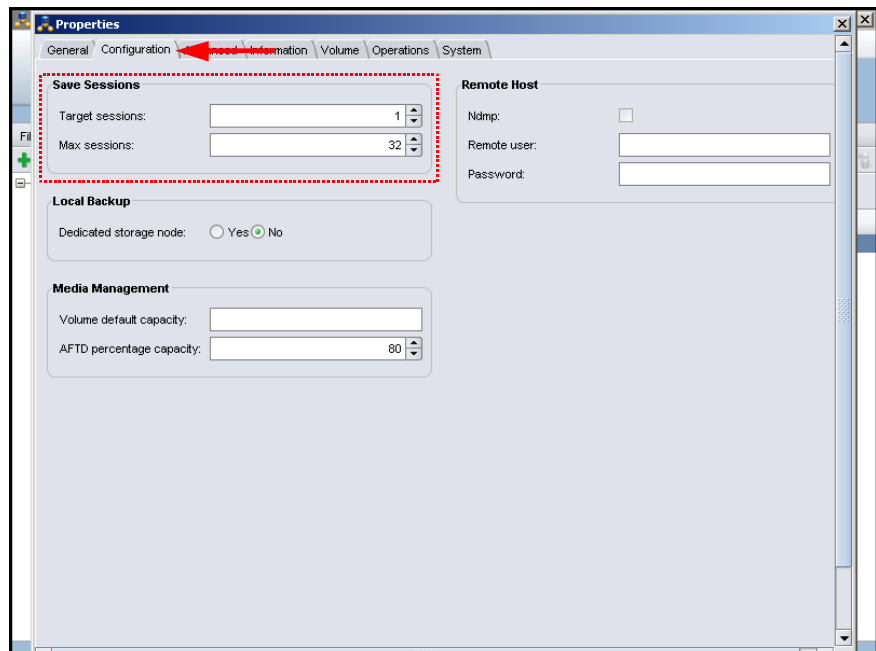 Properties
General Configuration Advanced Information Volume Operations System
Save Sessions
Target sessions: 1
Max sessions: 32
Local Backup
Dedicated storage node: Yes No
Media Management
Volume default capacity:
AFTD percentage capacity: 80
Remote Host
Ndmp:
Remote user:
Password:
Fil